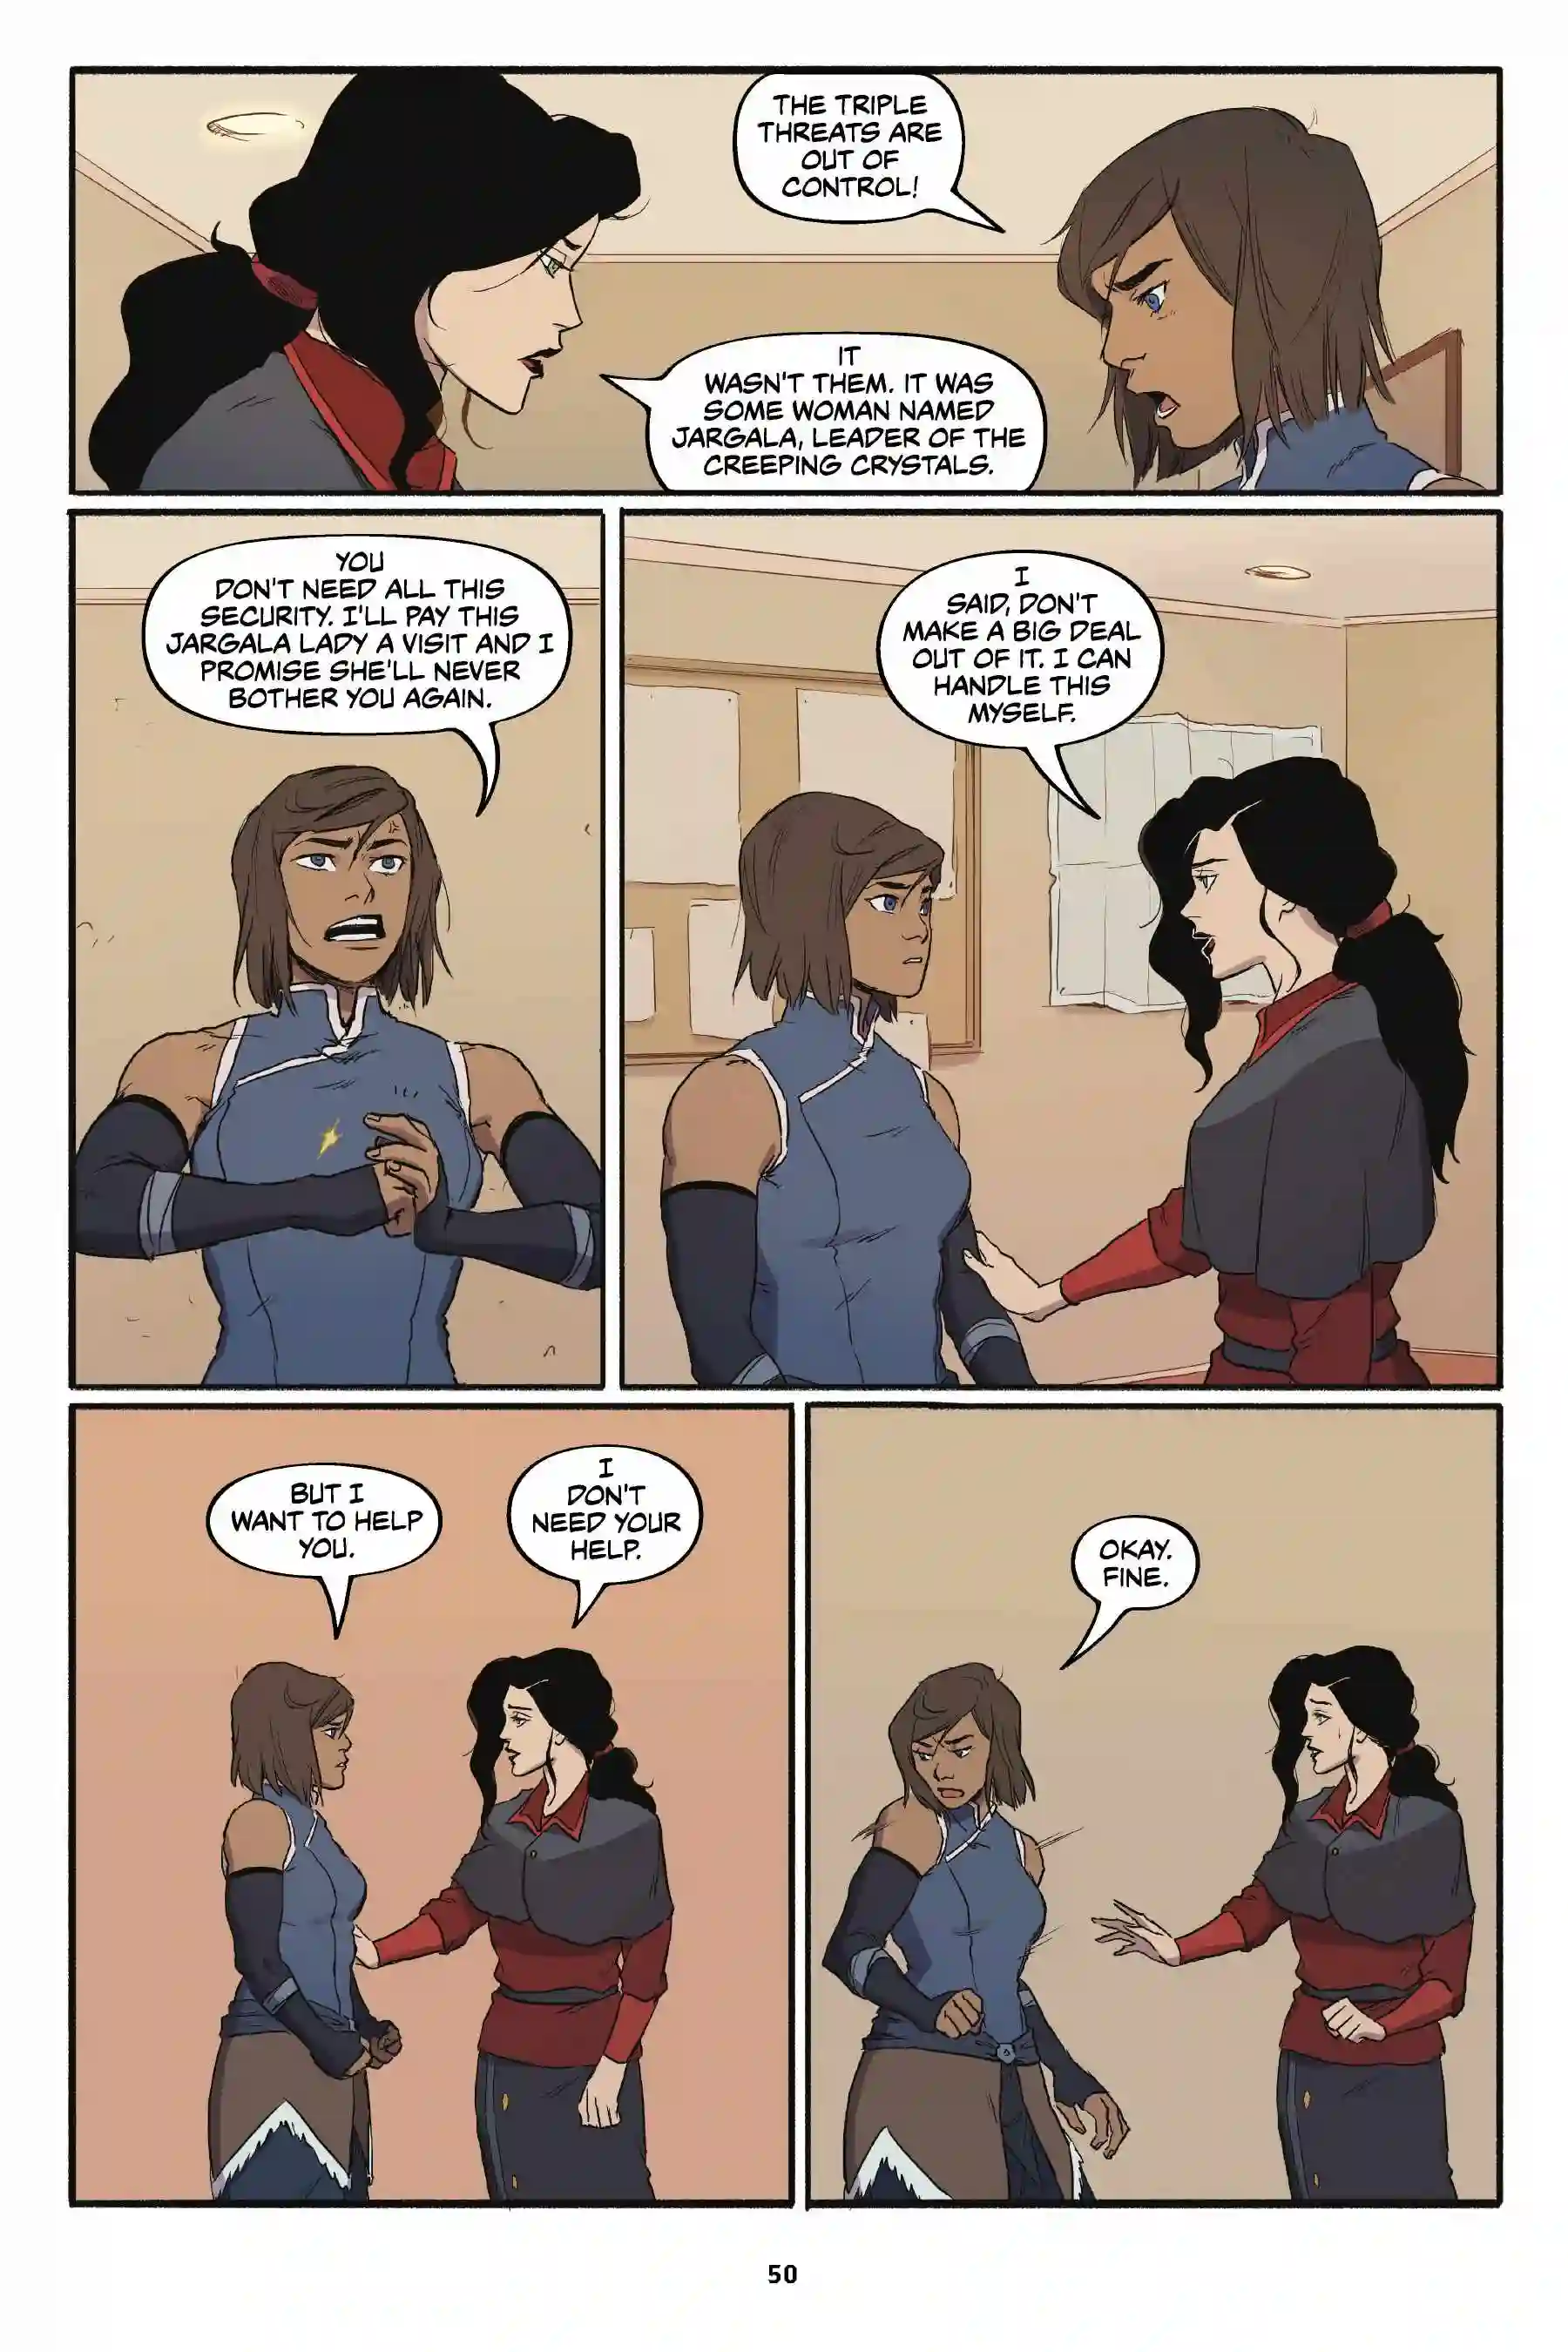 THE TRIPLE
THREATS ARE
OUT OF
CONTROL!
IT
WASN'T THEM. IT WAS
SOME WOMAN NAMED
JARGALA, LEADER OF THE
CREEPING CRYSTALS.
YOU
DON'T NEED ALL THIS
SECURITY. I'LL PAY THIS
JARGALA LADY A VISIT AND I
PROMISE SHE'LL NEVER
BOTHER YOU AGAIN.
I
SAID, DON'T
MAKE A BIG DEAL
OUT OF IT. I CAN
HANDLE THIS
MYSELF.
BUT I
WANT TO HELP
YOU.
I
DON'T
NEED YOUR
HELP.
OKAY.
FINE.
50